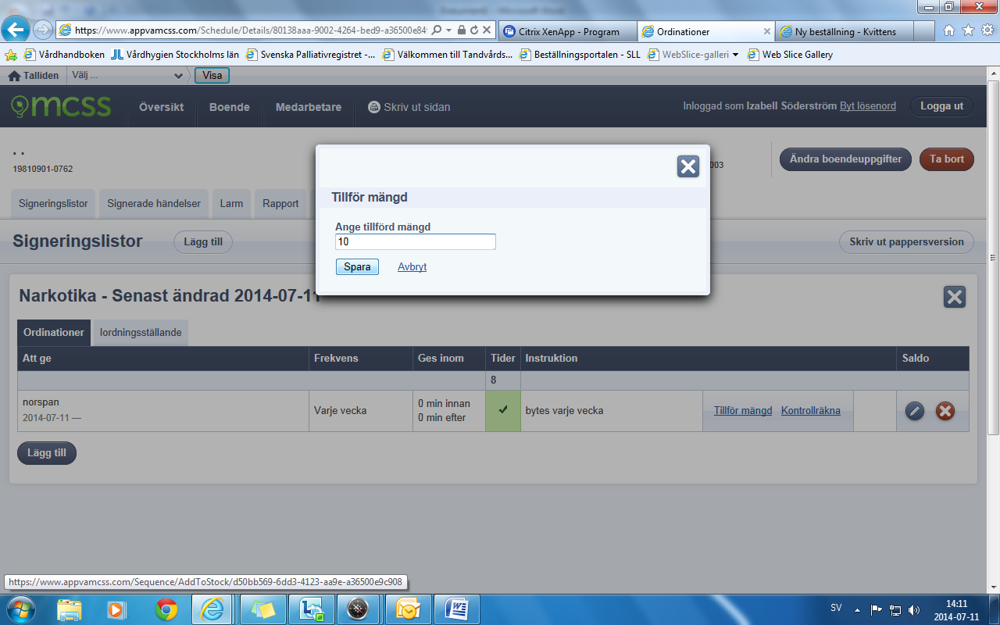 https://www.appvamcss.com/Schedule/Details/80138aaa-9002-4264-bed9-a36500e84
Citrix XenApp - Program
Ordinationer
Ny beställning - Kvittens
Vårdhandboken
Vårdhygien Stockholms län
Svenska Palliativregistret -...
Välkommen till Tandvårds...
Beställningsportalen - SLL
WebSlice-galleri
Web Slice Gallery
Talliden
Välj ...
Visa
mcss
Översikt
Boende
Medarbetare
Skriv ut sidan
Inloggad som Izabell Söderström Byt lösenord
Logga ut
. .
19810901-0762
003
Ändra boendeuppgifter
Ta bort
Signeringslistor
Signerade händelser
Larm
Rapport
Tillför mängd
Ange tillförd mängd
10
Spara
Avbryt
Signeringslistor
Lägg till
Skriv ut pappersversion
Narkotika - Senast ändrad 2014-07-11
Ordinationer
Iordningsställande
Att ge
Frekvens
Ges inom
Tider
Instruktion
Saldo
8
norspan
2014-07-11 —
Varje vecka
0 min innan
0 min efter
bytes varje vecka
Tillför mängd
Kontrollräkna
Lägg till
https://www.appvamcss.com/Sequence/AddToStock/d50bb569-6dd3-4123-aa9e-a36500e9c908
SV
14:11
2014-07-11